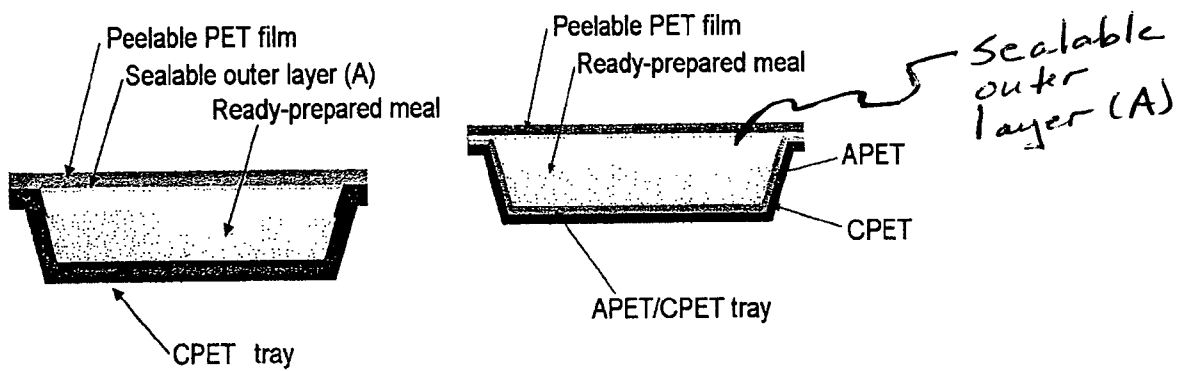 Peelable PET film
Sealable outer layer (A)
Ready-prepared meal
CPET tray
Peelable PET film
Ready-prepared meal
Sealable
outer
layer (A)
APET
CPET
APET/CPET tray